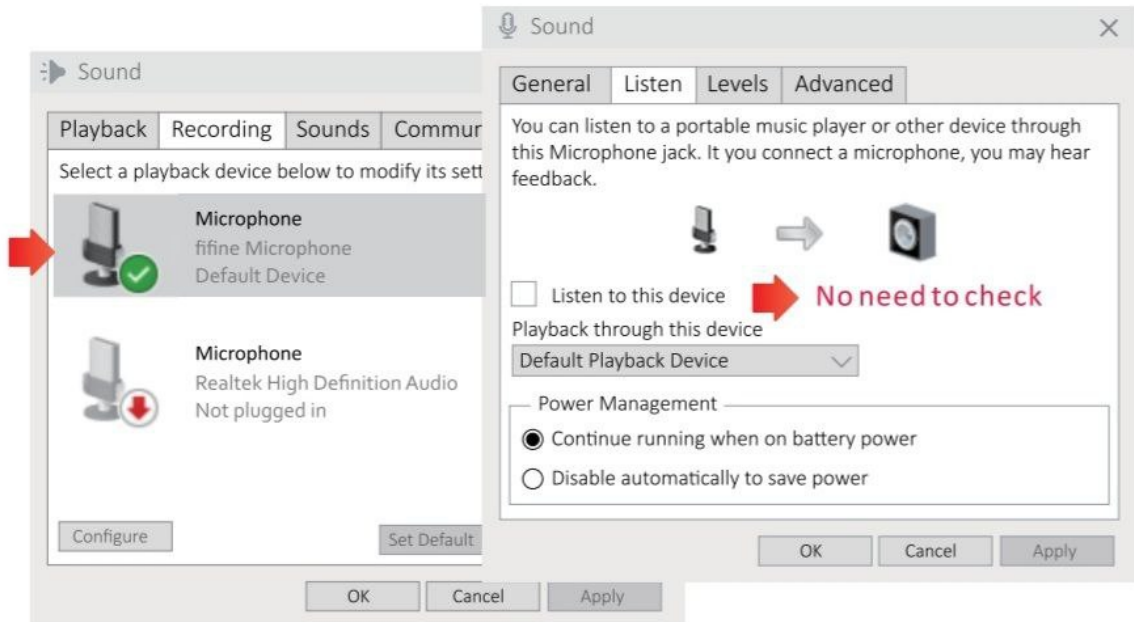 Sound
Playback Recording Sounds Commun
Select a playback device below to modify its sett
Microphone
fifine Microphone
Default Device
Microphone
Realtek High Definition Audio
Not plugged in
Configure
Set Default
OK Cancel Apply
Sound
General Listen Levels Advanced
You can listen to a portable music player or other device through
this Microphone jack. It you connect a microphone, you may hear
feedback.
Listen to this device
No need to check
Playback through this device
Default Playback Device
Power Management
Continue running when on battery power
Disable automatically to save power
OK Cancel Apply